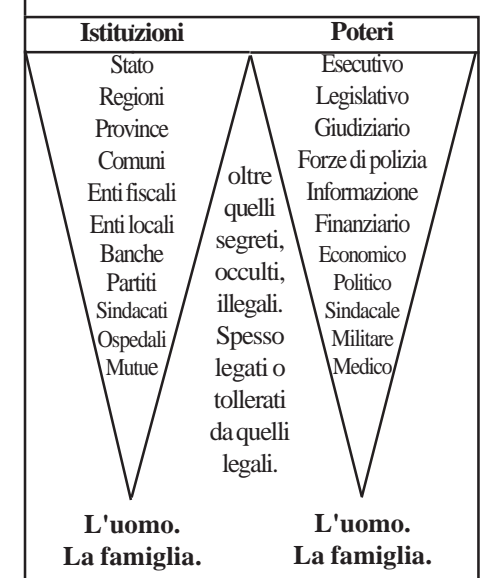 Istituzioni
Poteri
Stato
Regioni
Province
Comuni
Enti fiscali
Enti locali
Banche
Partiti
Sindacati
Ospedali
Mutue
oltre
quelli
segreti,
occulti,
illegali.
Spesso
legati o
tollerati
da quelli
legali.
Esecutivo
Legislativo
Giudiziario
Forze di polizia
Informazione
Finanziario
Economico
Politico
Sindacale
Militare
Medico
L'uomo.
La famiglia.
L'uomo.
La famiglia.